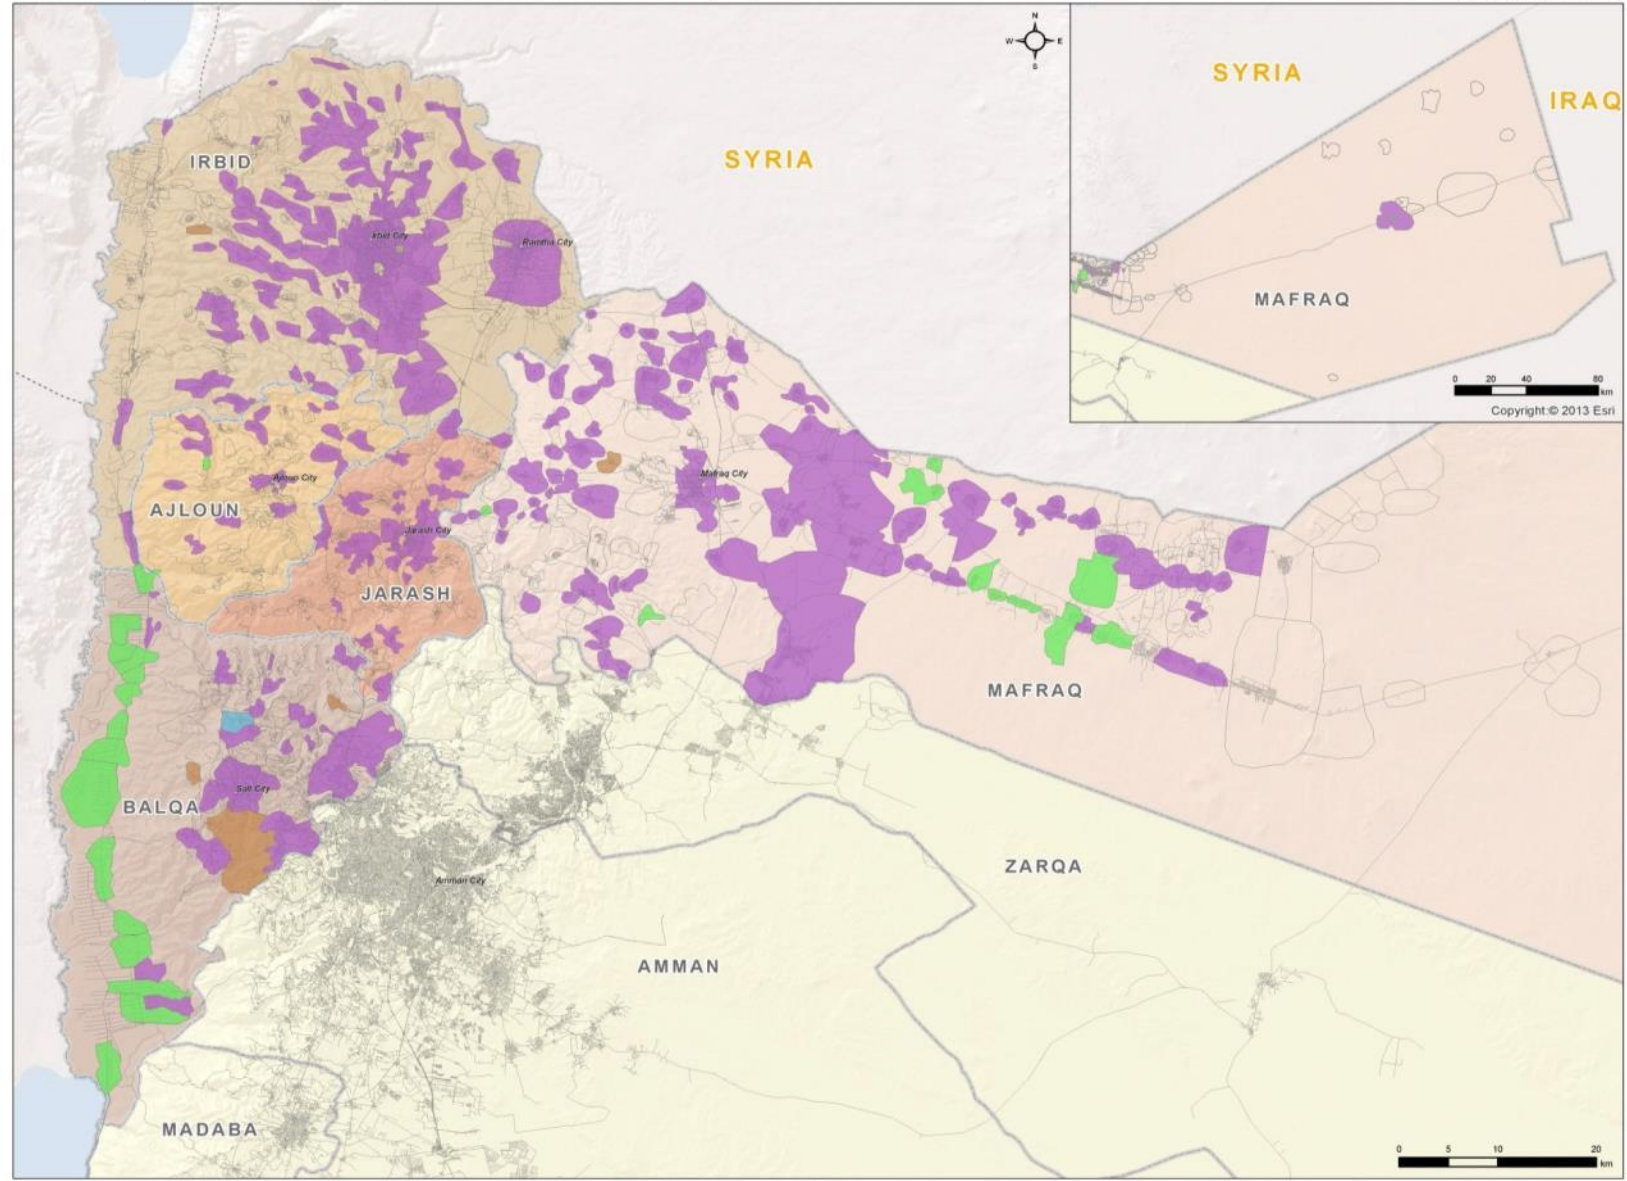 N
W E
S
SYRIA
IRAQ
MAFRAQ
0 20 40 80
km
Copyright:© 2013 Esri
IRBID
SYRIA
Irbid City
Ramtha City
Mafraq City
Ajloun City
AJLOUN
Jarash City
JARASH
MAFRAQ
Salt City
BALQA
ZARQA
Amman City
AMMAN
MADABA
0 5 10 20
km